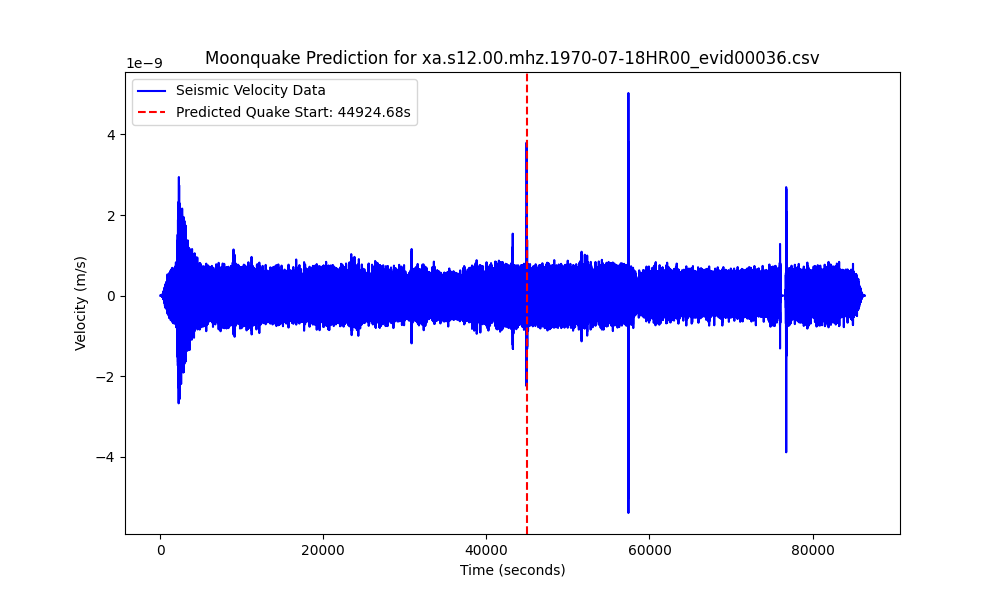 Moonquake Prediction for xa.s12.00.mhz.1970-07-18HR00_evid00036.csv
1e−9
Seismic Velocity Data
Predicted Quake Start: 44924.68s
4
2
0
−2
−4
Velocity (m/s)
0 20000 40000 60000 80000
Time (seconds)